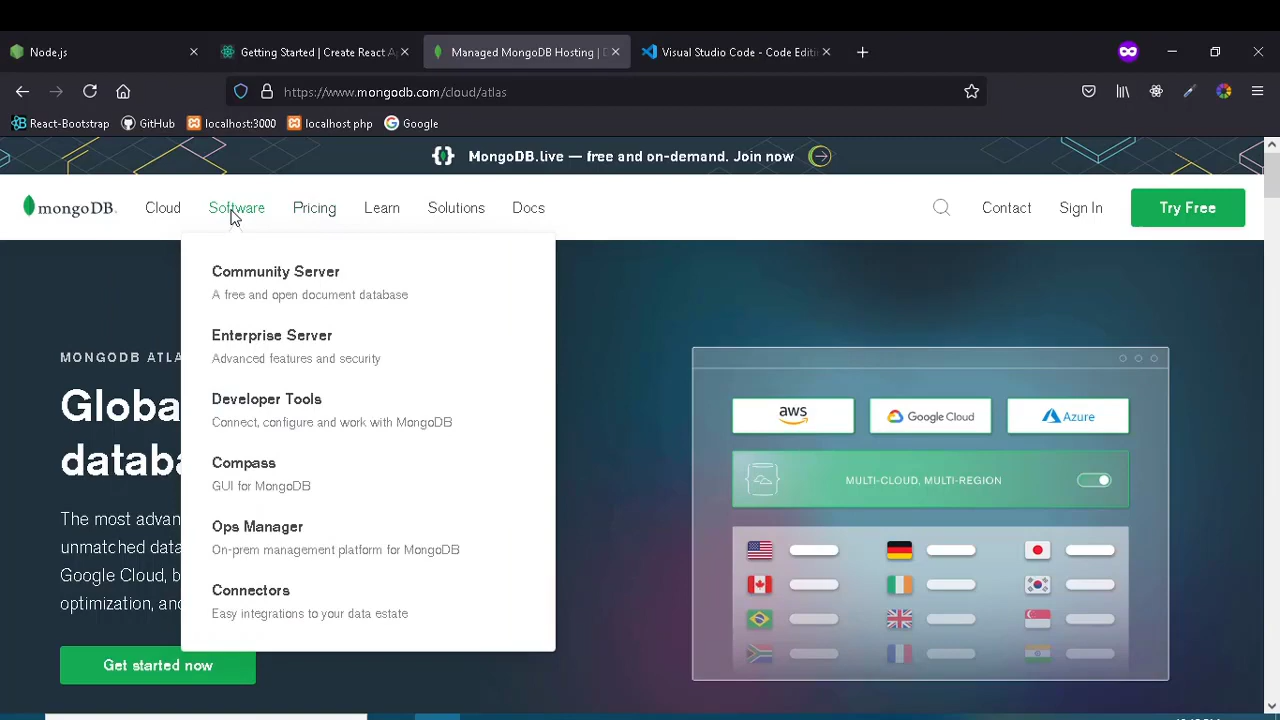 Node.js
Getting Started | Create React A
Managed MongoDB Hosting | D
Visual Studio Code - Code Editi
https://www.mongodb.com/cloud/atlas
React-Bootstrap
GitHub
localhost:3000
localhost php
Google
MongoDB.live — free and on-demand. Join now
mongoDB.
Cloud
Software
Pricing
Learn
Solutions
Docs
Contact
Sign In
Try Free
Community Server
A free and open document database
Enterprise Server
Advanced features and security
Developer Tools
Connect, configure and work with MongoDB
Compass
GUI for MongoDB
Ops Manager
On-prem management platform for MongoDB
Connectors
Easy integrations to your data estate
MONGODB ATLA
Globa
databa
The most advan
unmatched data
Google Cloud, b
optimization, and
Get started now
aws
Google Cloud
Azure
MULTI-CLOUD, MULTI-REGION